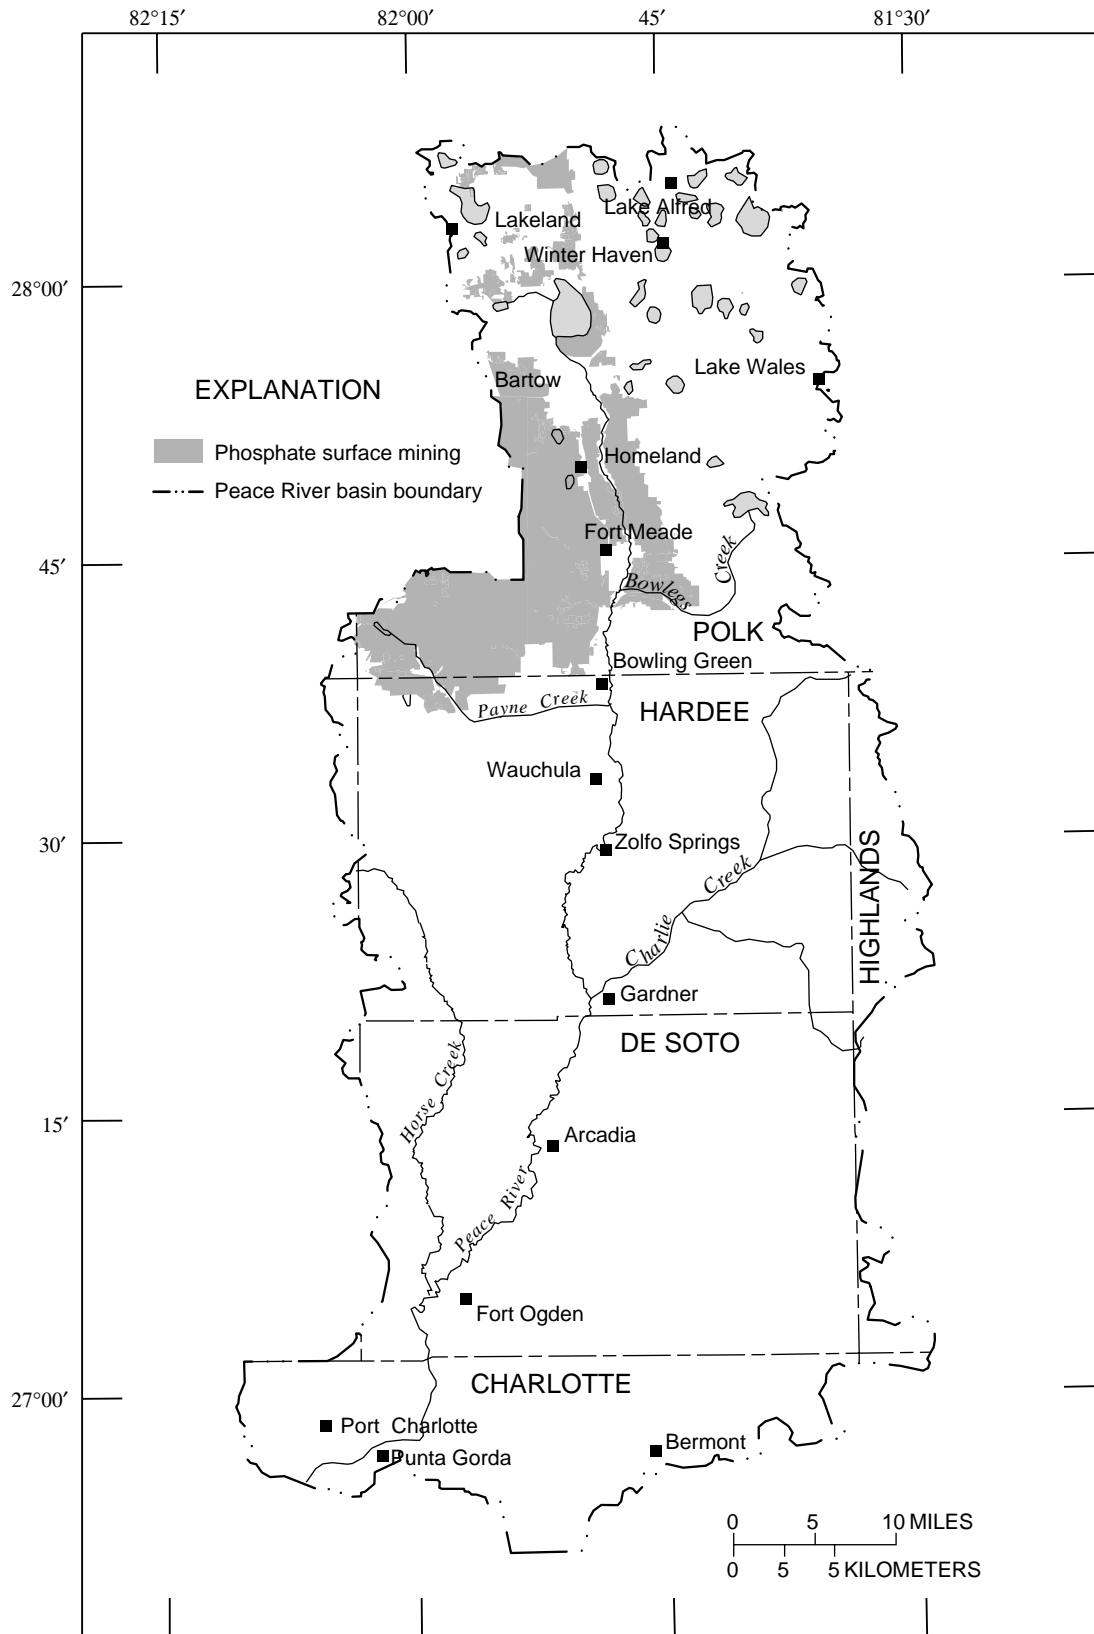 82°15′ 82°00′ 45′ 81°30′
Lake Alfred
Lakeland
Winter Haven
28°00′
Lake Wales
Bartow
EXPLANATION
Phosphate surface mining
Homeland
Peace River basin boundary
Fort Meade
Creek
45′
Bowlegs
POLK
Bowling Green
Payne Creek
HARDEE
Wauchula
30′
Zolfo Springs
HIGHLANDS
Creek
Charlie
Gardner
DE SOTO
Horse Creek
15′
Arcadia
Peace River
Fort Ogden
CHARLOTTE
27°00′
Port Charlotte
Bermont
Punta Gorda
0 5 10 MILES
0 5 5 KILOMETERS